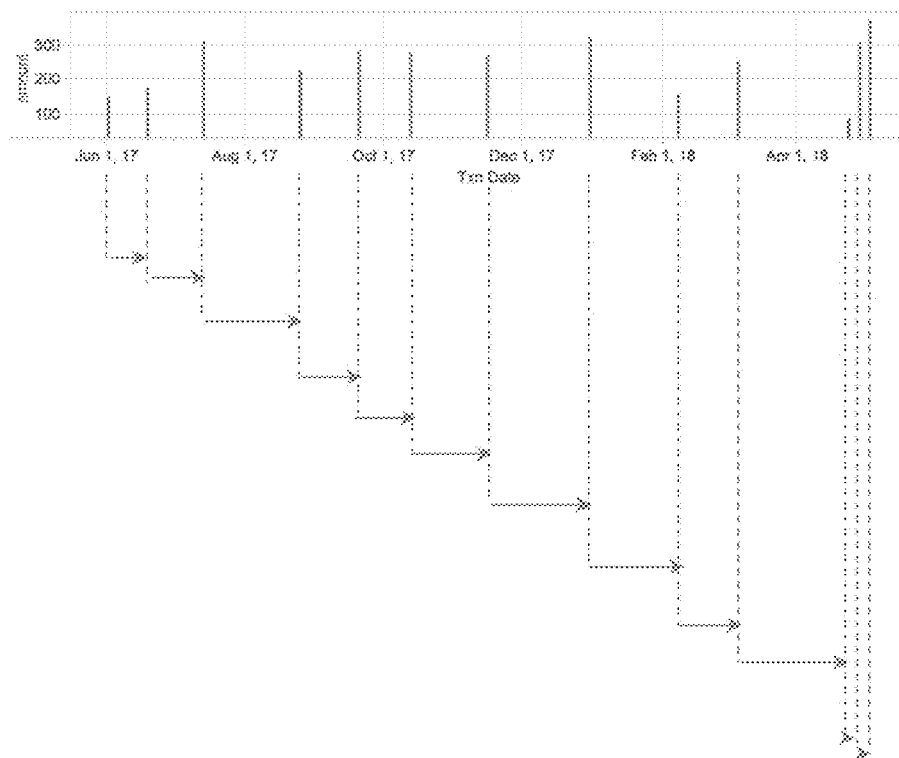 amount
300
200
100
Jun 1, 17 Aug 1, 17 Oct 1, 17 Dec 1, 17 Feb 1, 18 Apr 1, 18
Txn Date